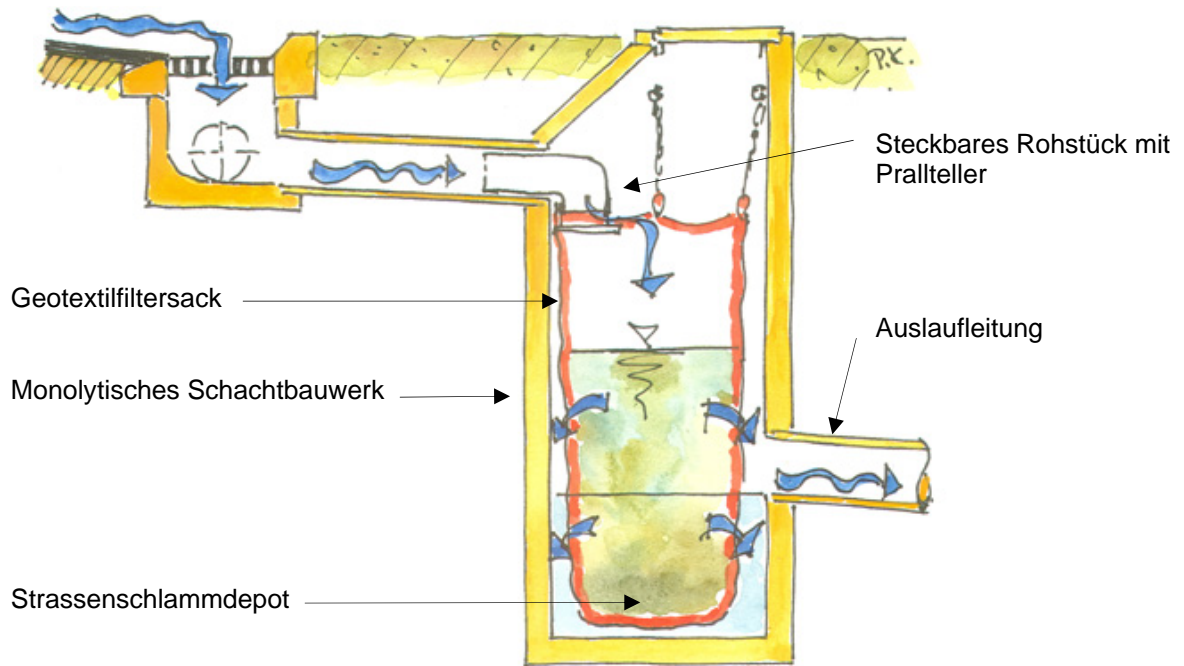 P.K.
Steckbares Rohstück mit
Prallteller
Geotextilfiltersack
Auslaufleitung
Monolytisches Schachtbauwerk
Strassenschlammdepot